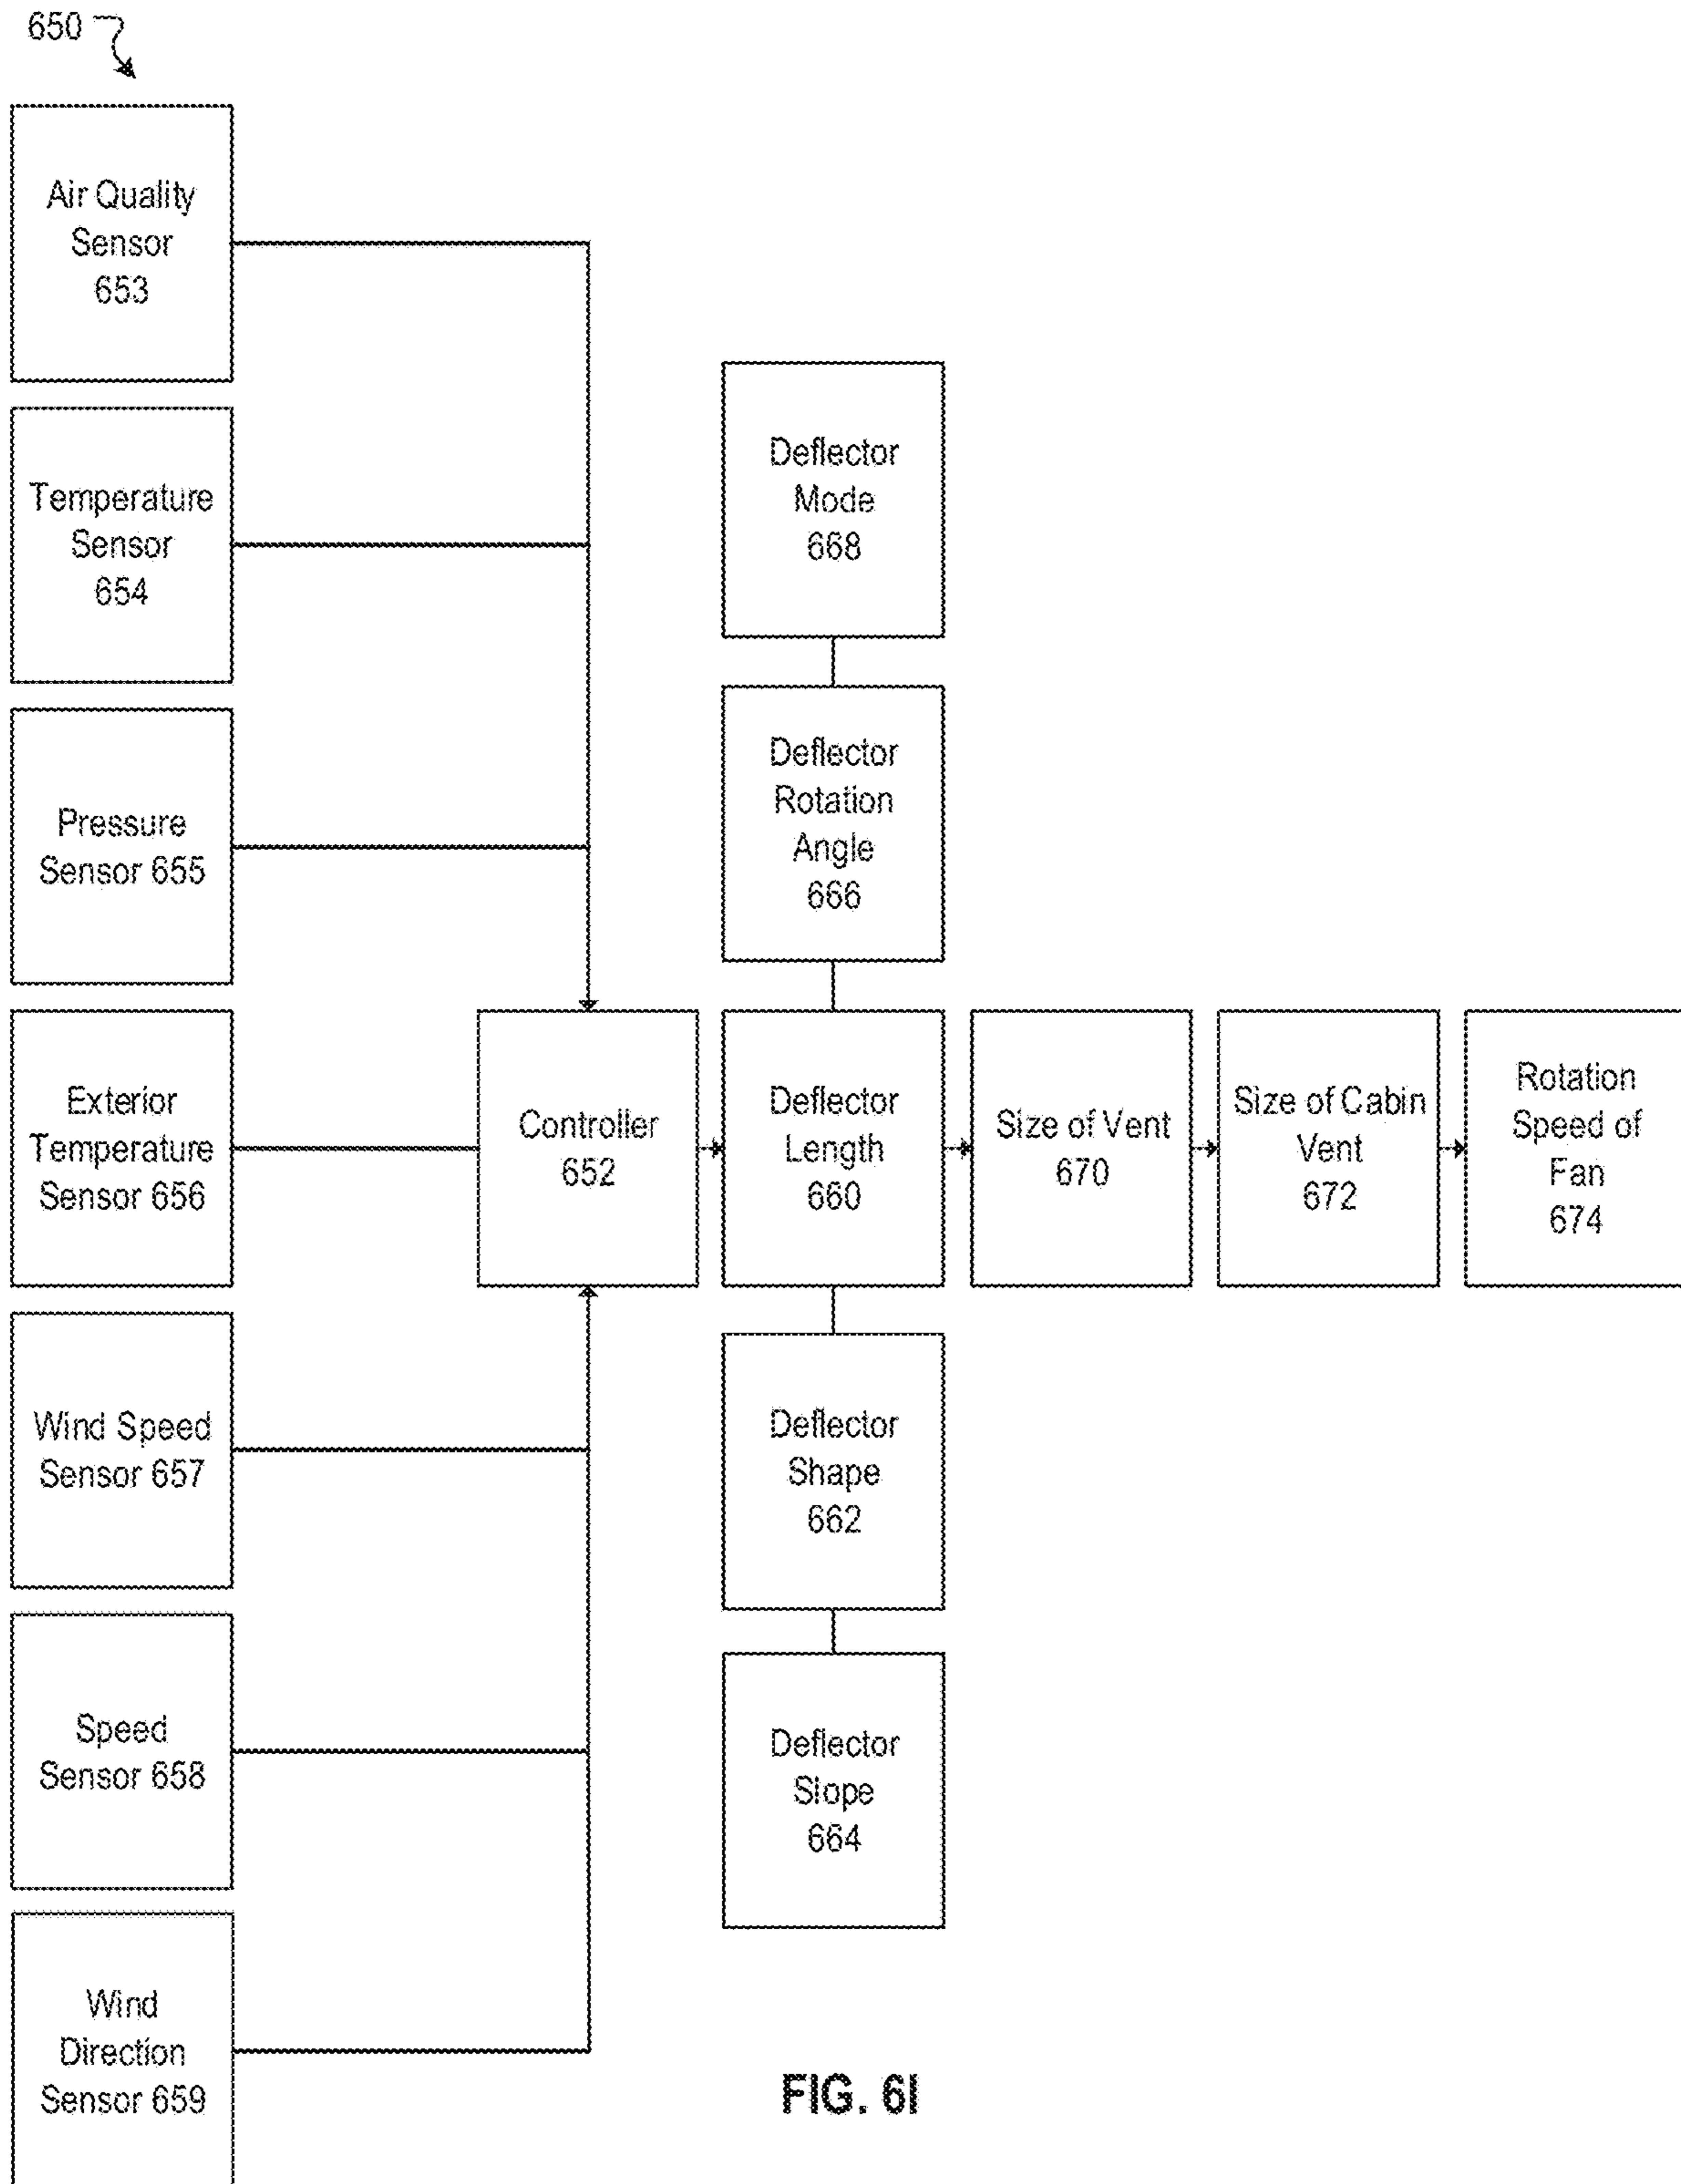 650
Air Quality
Sensor
653
Temperature
Sensor
654
Pressure
Sensor 655
Exterior
Temperature
Sensor 656
Wind Speed
Sensor 657
Speed
Sensor 658
Wind
Direction
Sensor 659
Controller
652
Deflector
Mode
668
Deflector
Rotation
Angle
666
Deflector
Length
660
Deflector
Shape
662
Deflector
Slope
664
Size of Vent
670
Size of Cabin
Vent
672
Rotation
Speed of
Fan
674
FIG. 6I